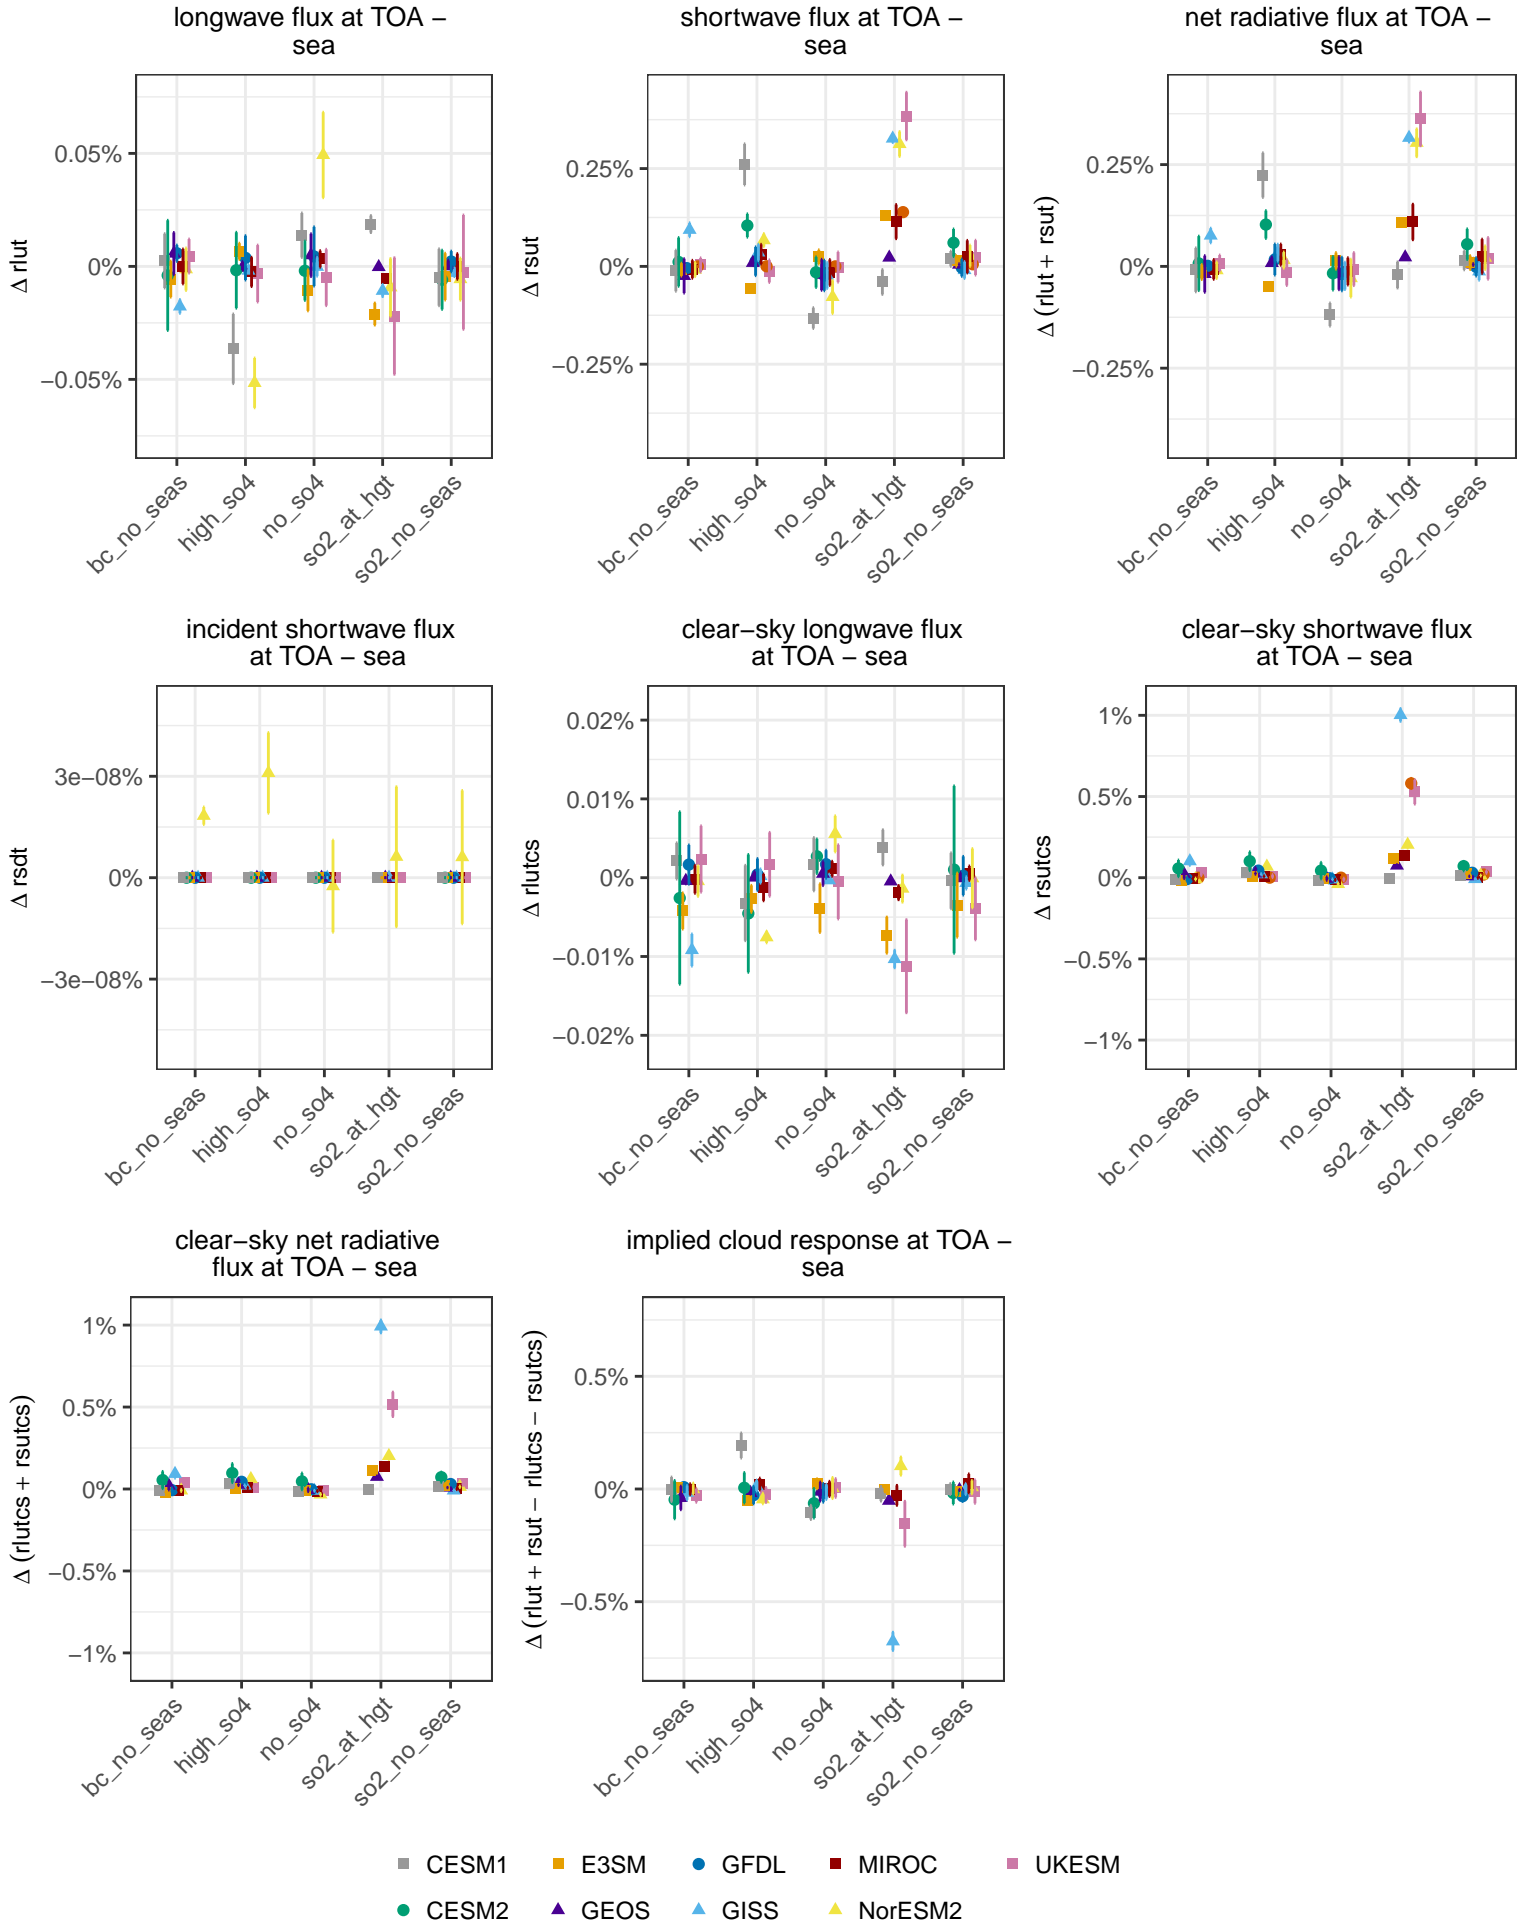 longwave flux at TOA −
sea
shortwave flux at TOA −
sea
net radiative flux at TOA −
sea
Δ rlut
0.05%
0%
−0.05%
bc_no_seas
high_so4
no_so4
so2_at_hgt
so2_no_seas
Δ rsut
0.25%
0%
−0.25%
bc_no_seas
high_so4
no_so4
so2_at_hgt
so2_no_seas
Δ (rlut + rsut)
0.25%
0%
−0.25%
bc_no_seas
high_so4
no_so4
so2_at_hgt
so2_no_seas
incident shortwave flux
at TOA − sea
clear−sky longwave flux
at TOA − sea
clear−sky shortwave flux
at TOA − sea
Δ rsdt
3e−08%
0%
−3e−08%
bc_no_seas
high_so4
no_so4
so2_at_hgt
so2_no_seas
Δ rlutcs
0.02%
0.01%
0%
−0.01%
−0.02%
bc_no_seas
high_so4
no_so4
so2_at_hgt
so2_no_seas
Δ rsutcs
1%
0.5%
0%
−0.5%
−1%
bc_no_seas
high_so4
no_so4
so2_at_hgt
so2_no_seas
clear−sky net radiative
flux at TOA − sea
implied cloud response at TOA −
sea
Δ (rlutcs + rsutcs)
1%
0.5%
0%
−0.5%
−1%
bc_no_seas
high_so4
no_so4
so2_at_hgt
so2_no_seas
Δ (rlut + rsut − rlutcs − rsutcs)
0.5%
0%
−0.5%
bc_no_seas
high_so4
no_so4
so2_at_hgt
so2_no_seas
CESM1 E3SM GFDL MIROC UKESM
CESM2 GEOS GISS NorESM2